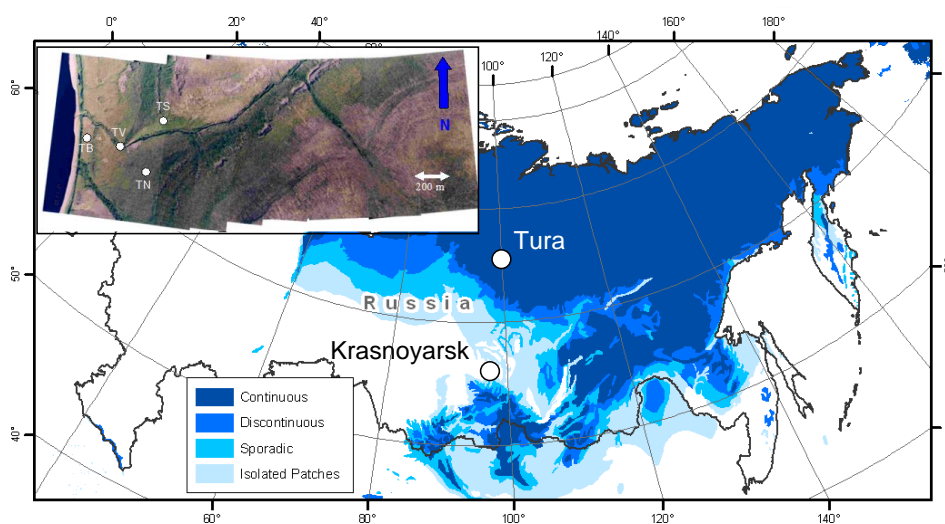 0°
20°
40°
140°
160°
180°
120°
100°
60°
TS
TV
TB
TN
N
200 m
Tura
50°
Russia
Krasnoyarsk
Continuous
Discontinuous
Sporadic
Isolated Patches
40°
40°
60°
80°
100°
120°
140°